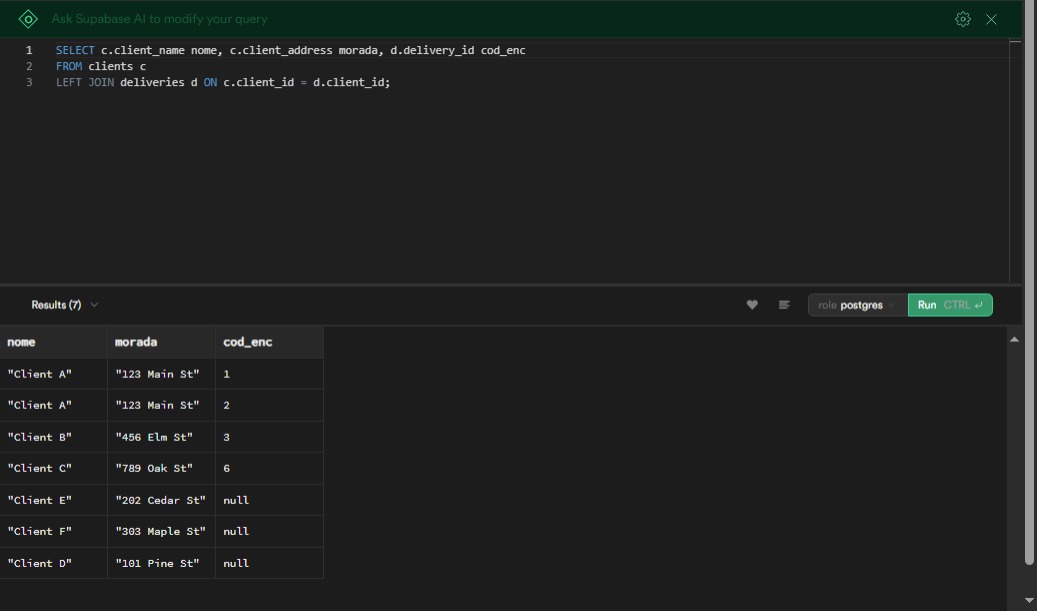 Ask Supabase AI to modify your query
1 SELECT c.client_name nome, c.client_address morada, d.delivery_id cod_enc
2 FROM clients c
3 LEFT JOIN deliveries d ON c.client_id = d.client_id;
Results (7) role postgres Run CTRL ↵
nome morada cod_enc
"Client A" "123 Main St" 1
"Client A" "123 Main St" 2
"Client B" "456 Elm St" 3
"Client C" "789 Oak St" 6
"Client E" "202 Cedar St" null
"Client F" "303 Maple St" null
"Client D" "101 Pine St" null